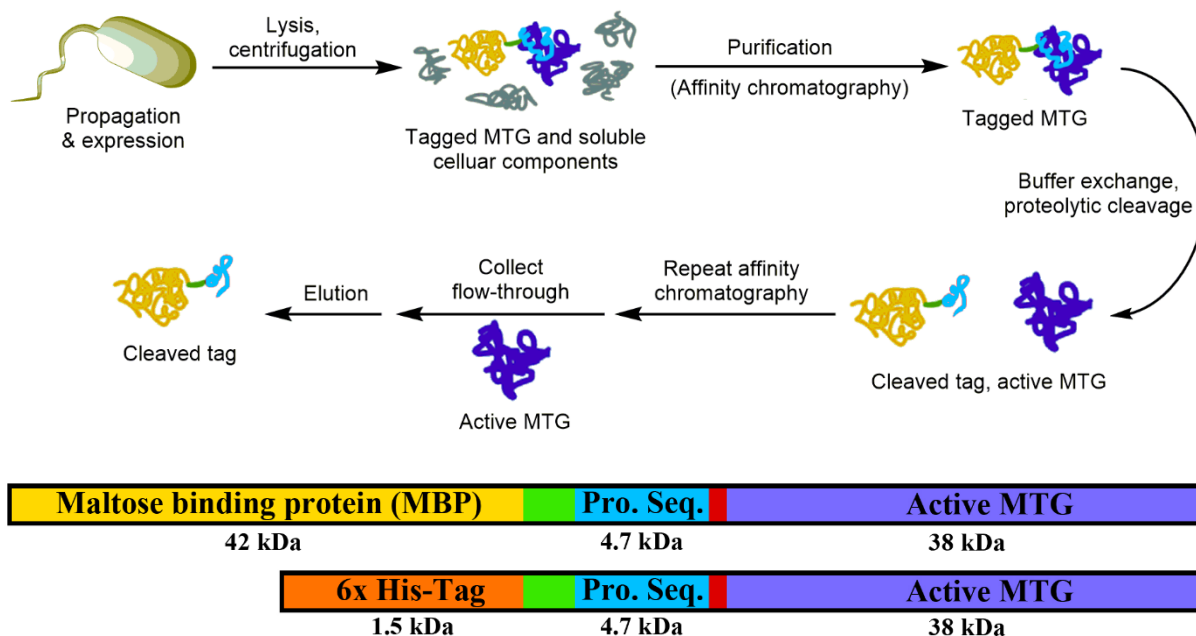 Lysis,
centrifugation
Propagation
& expression
Tagged MTG and soluble
celluar components
Purification
(Affinity chromatography)
Tagged MTG
Buffer exchange,
proteolytic cleavage
Cleaved tag, active MTG
Repeat affinity
chromatography
Collect
flow-through
Active MTG
Elution
Cleaved tag
Maltose binding protein (MBP) Pro. Seq. Active MTG
42 kDa 4.7 kDa 38 kDa
6x His-Tag Pro. Seq. Active MTG
1.5 kDa 4.7 kDa 38 kDa